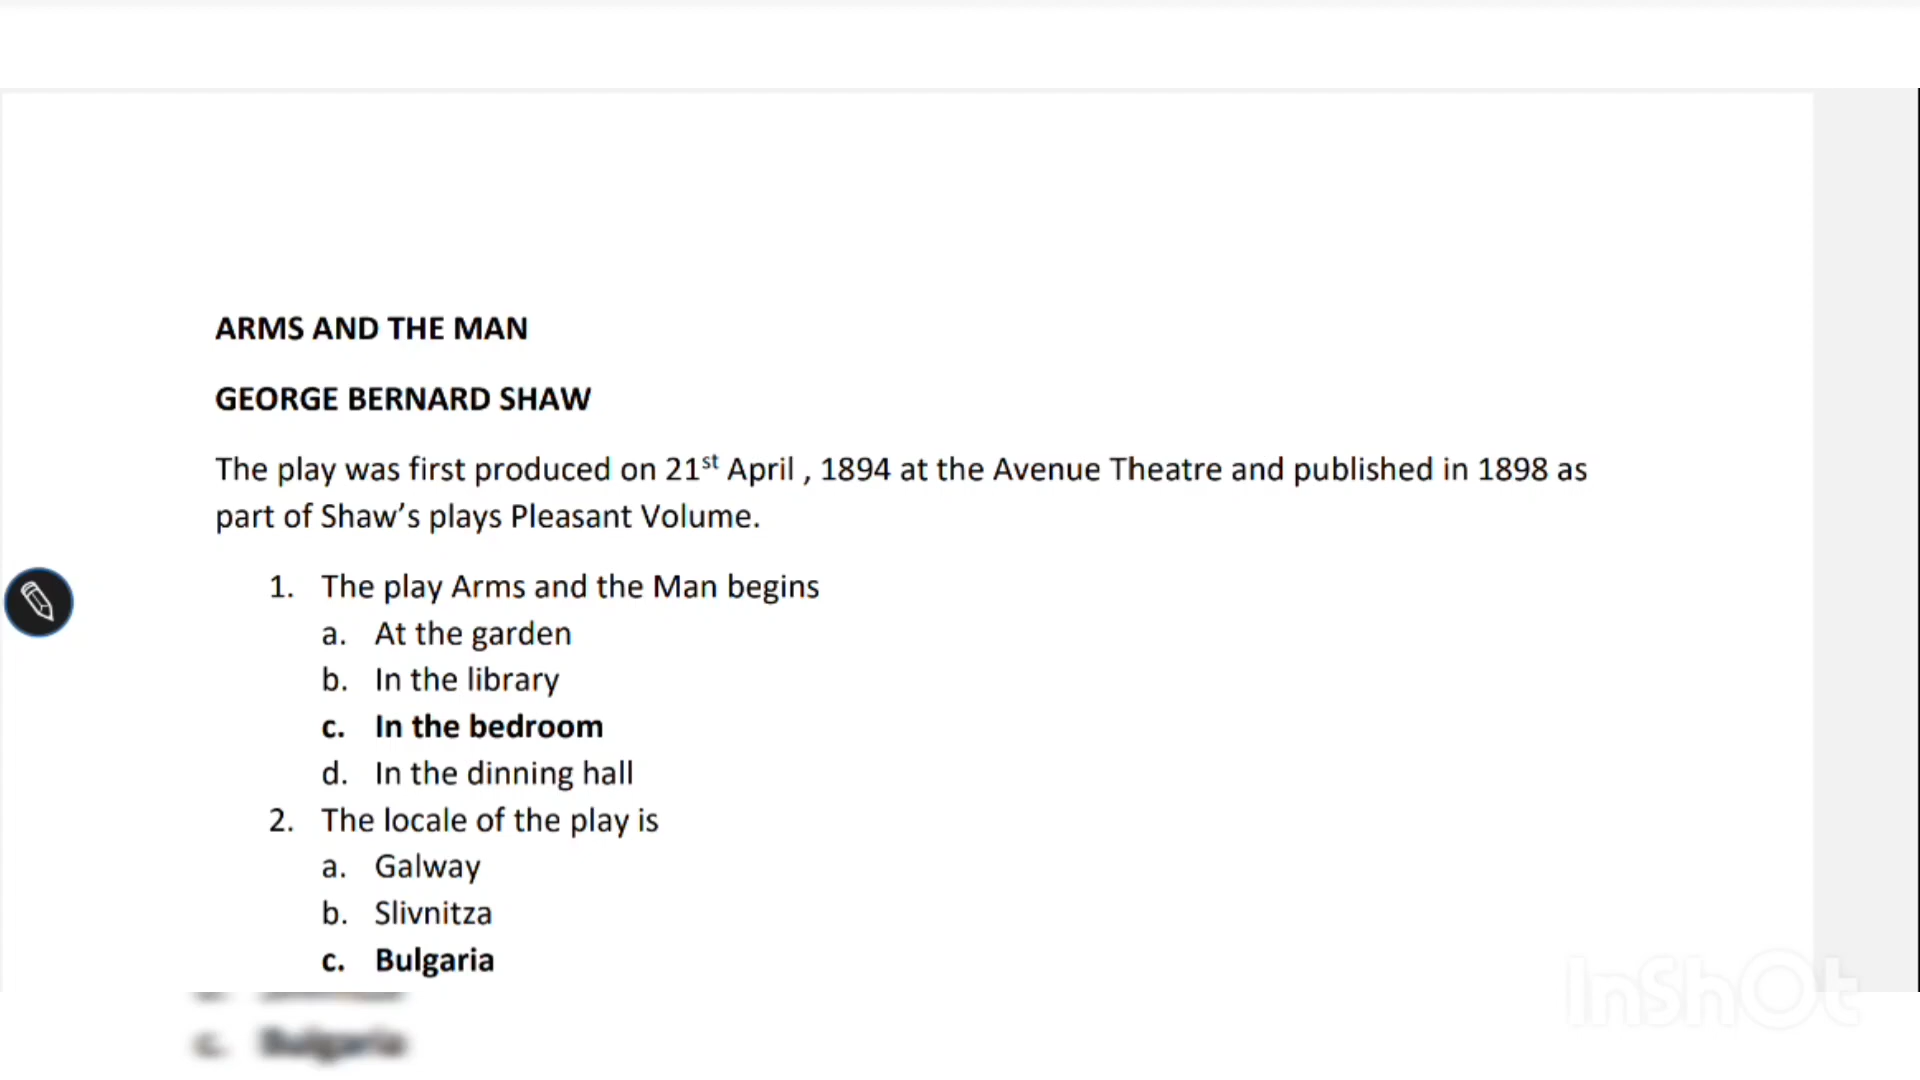 ARMS AND THE MAN
GEORGE BERNARD SHAW
The play was first produced on 21st April , 1894 at the Avenue Theatre and published in 1898 as
part of Shaw’s plays Pleasant Volume.
1. The play Arms and the Man begins
a. At the garden
b. In the library
c. In the bedroom
d. In the dinning hall
2. The locale of the play is
a. Galway
b. Slivnitza
c. Bulgaria
c. Bulgaria
InShOt